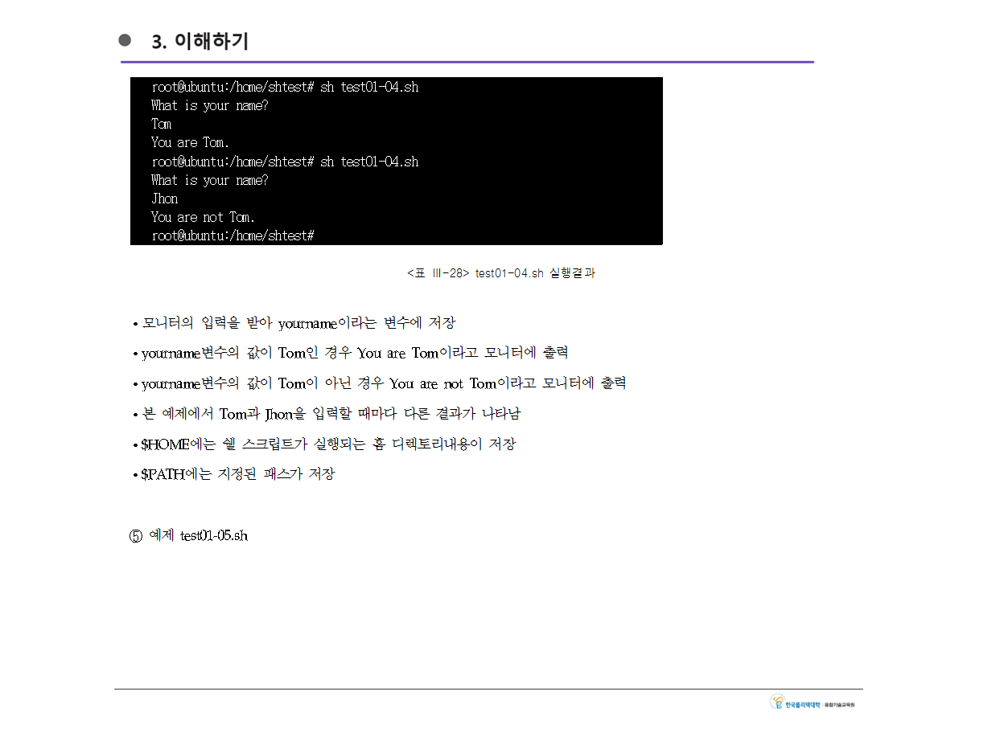 ● 3. 이해하기
root@ubuntu:/home/shtest# sh test01-04.sh
What is your name?
Tom
You are Tom.
root@ubuntu:/home/shtest# sh test01-04.sh
What is your name?
Jhon
You are not Tom.
root@ubuntu:/home/shtest#
<표 Ⅲ-28> test01-04.sh 실행결과
• 모니터의 입력을 받아 yourname이라는 변수에 저장
• yourname변수의 값이 Tom인 경우 You are Tom이라고 모니터에 출력
• yourname변수의 값이 Tom이 아닌 경우 You are not Tom이라고 모니터에 출력
• 본 예제에서 Tom과 Jhon을 입력할 때마다 다른 결과가 나타남
• $HOME에는 쉘 스크립트가 실행되는 홈 디렉토리내용이 저장
• $PATH에는 지정된 패스가 저장
⑤ 예제 test01-05.sh
한국폴리텍대학 | 융합기술교육원